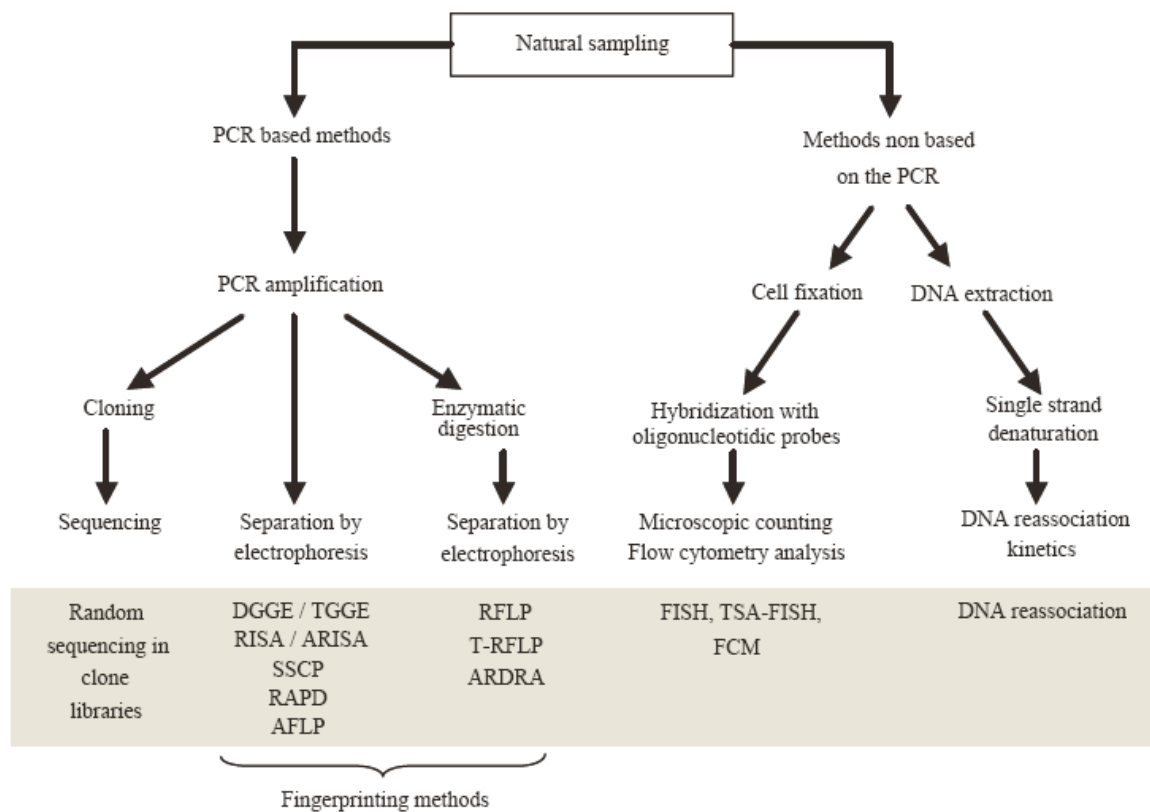 Natural sampling
PCR based methods
Methods non based
on the PCR
PCR amplification
Cell fixation
DNA extraction
Cloning
Enzymatic
digestion
Hybridization with
oligonucleotidic probes
Single strand
denaturation
Sequencing
Separation by
electrophoresis
Separation by
electrophoresis
Microscopic counting
Flow cytometry analysis
DNA reassociation
kinetics
Random
sequencing in
clone
libraries
DGGE / TGGE
RISA / ARISA
SSCP
RAPD
AFLP
RFLP
T-RFLP
ARDRA
FISH, TSA-FISH,
FCM
DNA reassociation
Fingerprinting methods